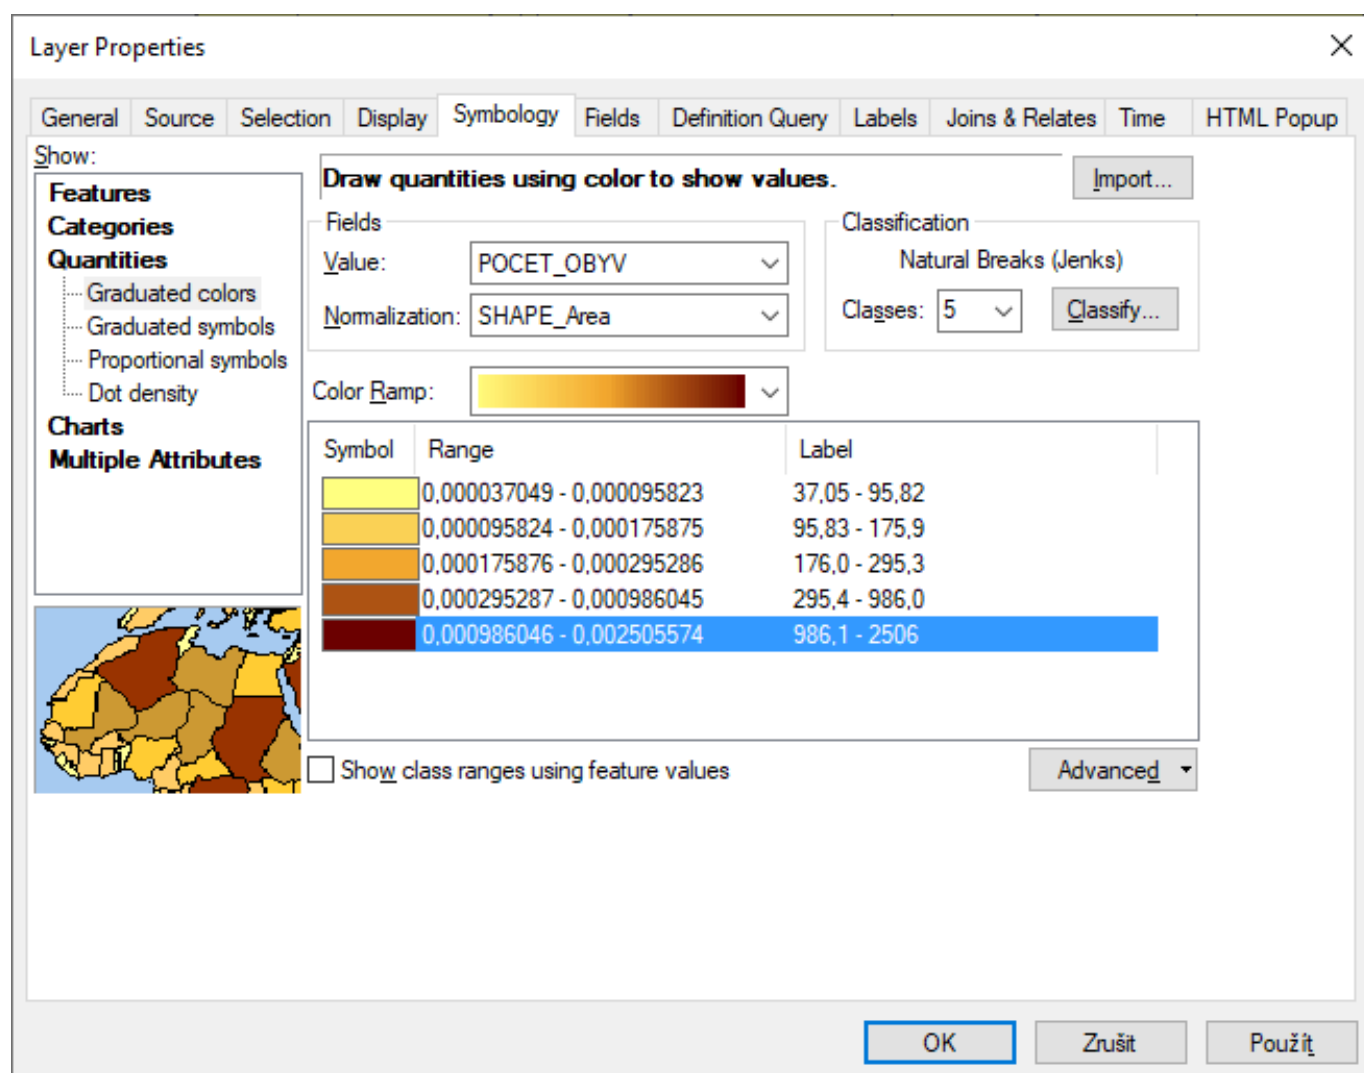 Layer Properties
General Source Selection Display Symbology Fields Definition Query Labels Joins & Relates Time HTML Popup
Show:
Features
Categories
Quantities
Graduated colors
Graduated symbols
Proportional symbols
Dot density
Charts
Multiple Attributes
Draw quantities using color to show values.
Import...
Fields
Value: POCET_OBYV
Normalization: SHAPE_Area
Classification
Natural Breaks (Jenks)
Classes: 5 Classify...
Color Ramp:
Symbol Range Label
0,000037049 - 0,000095823 37,05 - 95,82
0,000095824 - 0,000175875 95,83 - 175,9
0,000175876 - 0,000295286 176,0 - 295,3
0,000295287 - 0,000986045 295,4 - 986,0
0,000986046 - 0,002505574 986,1 - 2506
Show class ranges using feature values
Advanced
OK Zrušit Použít